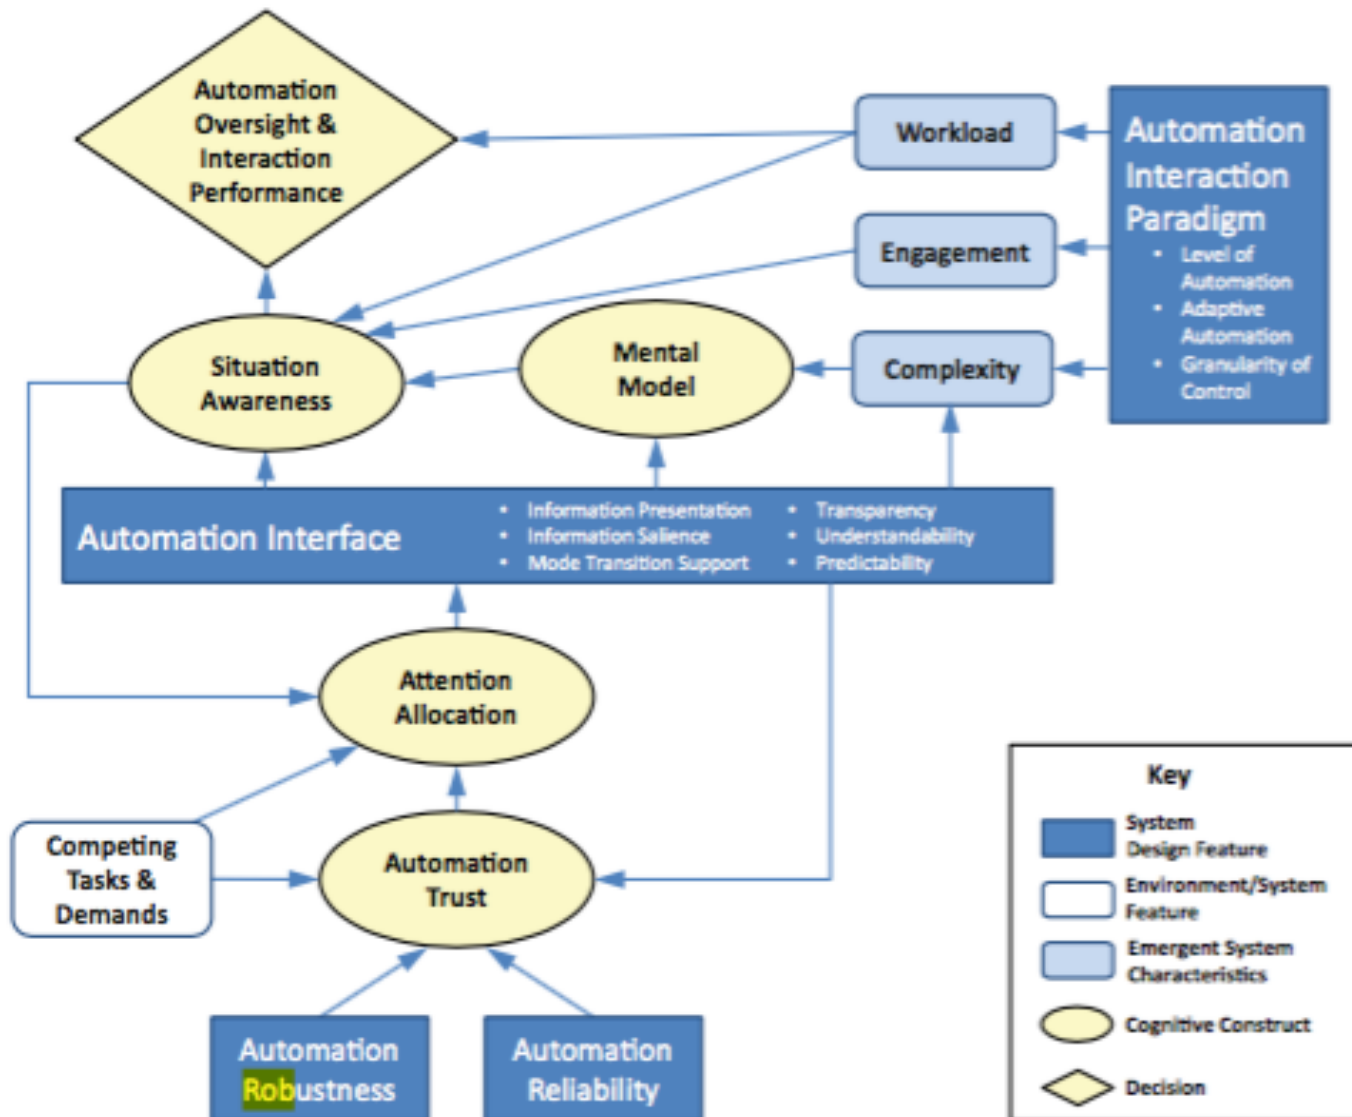 Automation
Oversight &
Interaction
Performance
Workload
Engagement
Complexity
Automation
Interaction
Paradigm
• Level of
Automation
• Adaptive
Automation
• Granularity of
Control
Situation
Awareness
Mental
Model
Automation Interface
• Information Presentation
• Information Salience
• Mode Transition Support
• Transparency
• Understandability
• Predictability
Attention
Allocation
Competing
Tasks &
Demands
Automation
Trust
Automation
Robustness
Automation
Reliability
Key
System
Design Feature
Environment/System
Feature
Emergent System
Characteristics
Cognitive Construct
Decision